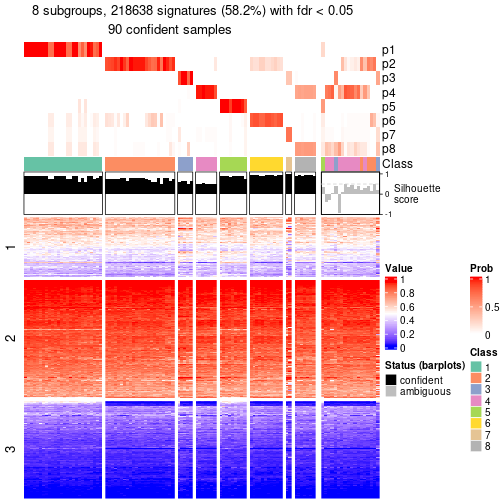 8 subgroups, 218638 signatures (58.2%) with fdr < 0.05
90 confident samples
p1
p2
p3
p4
p5
p6
p7
p8
Class
1
0
-1
Silhouette
score
1
2
3
Value
1
0.8
0.6
0.4
0.2
0
Prob
1
0.5
0
Status (barplots)
confident
ambiguous
Class
1
2
3
4
5
6
7
8